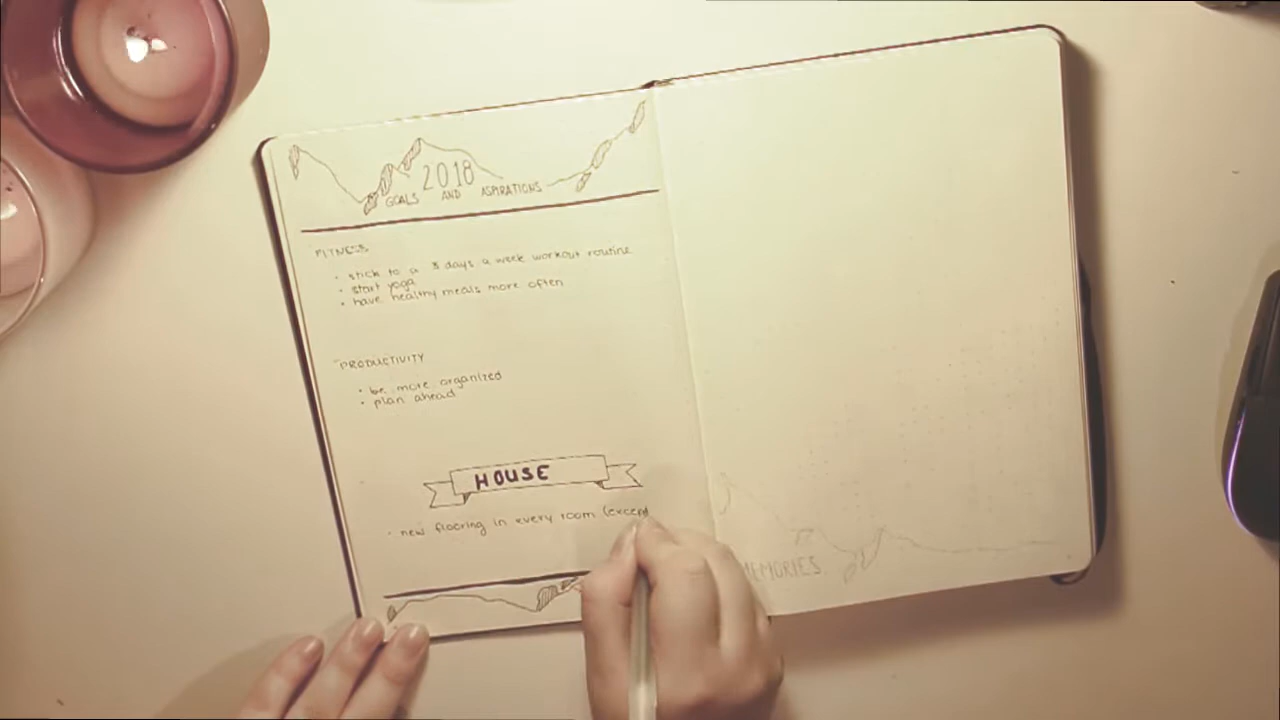 2018
GOALS AND ASPIRATIONS
FITNESS
• stick to a 3 days a week workout routine
• start yoga
• have healthy meals more often
PRODUCTIVITY
• be more organized
• plan ahead
HOUSE
• new flooring in every room (except
MEMORIES